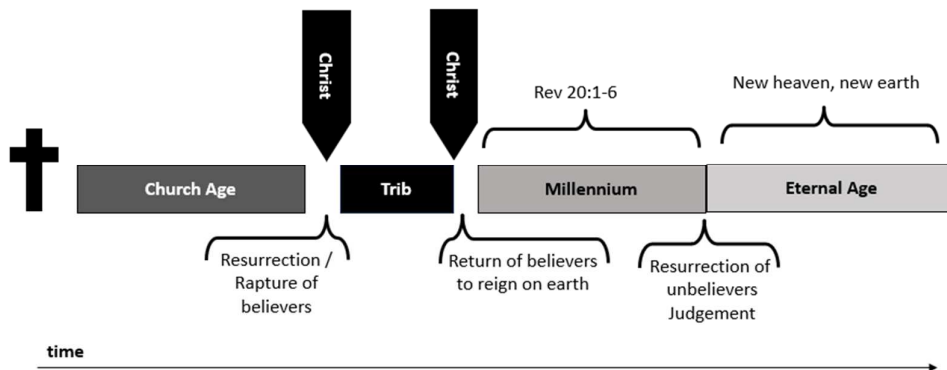 Christ
Christ
Rev 20:1-6
New heaven, new earth
Church Age
Trib
Millennium
Eternal Age
Resurrection /
Rapture of
believers
Return of believers
to reign on earth
Resurrection of
unbelievers
Judgement
time